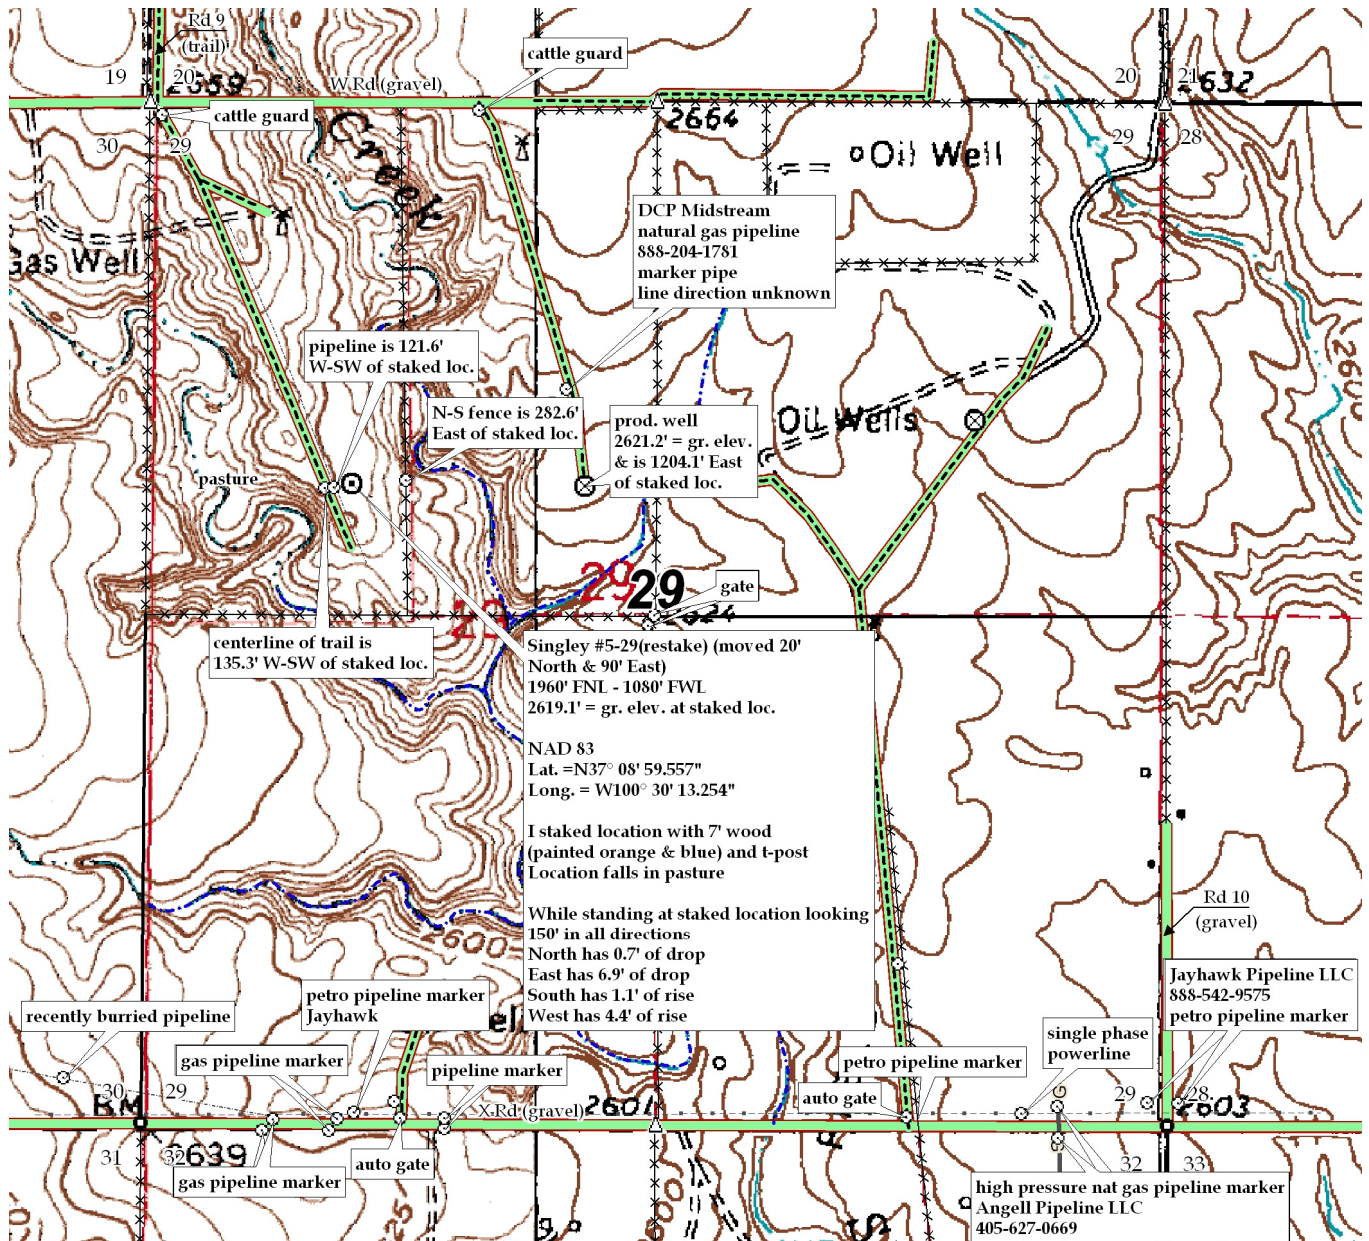 Rd 9
(trail)
19
20
2659
W Rd (gravel)
cattle guard
20
21
2632
cattle guard
30
29
Creek
2664
Oil Well
29
28
DCP Midstream
natural gas pipeline
888-204-1781
marker pipe
line direction unknown
Gas Well
pipeline is 121.6'
W-SW of staked loc.
2600
N-S fence is 282.6'
East of staked loc.
prod. well
2621.2' = gr. elev.
& is 1204.1' East
of staked loc.
Oil Wells
pasture
29
29
gate
29
centerline of trail is
135.3' W-SW of staked loc.
Singley #5-29(restake) (moved 20'
North & 90' East)
1960' FNL - 1080' FWL
2619.1' = gr. elev. at staked loc.
NAD 83
Lat. =N37° 08' 59.557"
Long. = W100° 30' 13.254"
I staked location with 7' wood
(painted orange & blue) and t-post
Location falls in pasture
While standing at staked location looking
150' in all directions
North has 0.7' of drop
East has 6.9' of drop
South has 1.1' of rise
West has 4.4' of rise
2600
Rd 10
(gravel)
Jayhawk Pipeline LLC
888-542-9575
petro pipeline marker
petro pipeline marker
Jayhawk
recently burried pipeline
gas pipeline marker
pipeline marker
single phase
powerline
petro pipeline marker
auto gate
30
29
BM
X Rd (gravel)
2601
G
29
28
2603
31
32
2639
gas pipeline marker
auto gate
32
33
high pressure nat gas pipeline marker
Angell Pipeline LLC
405-627-0669